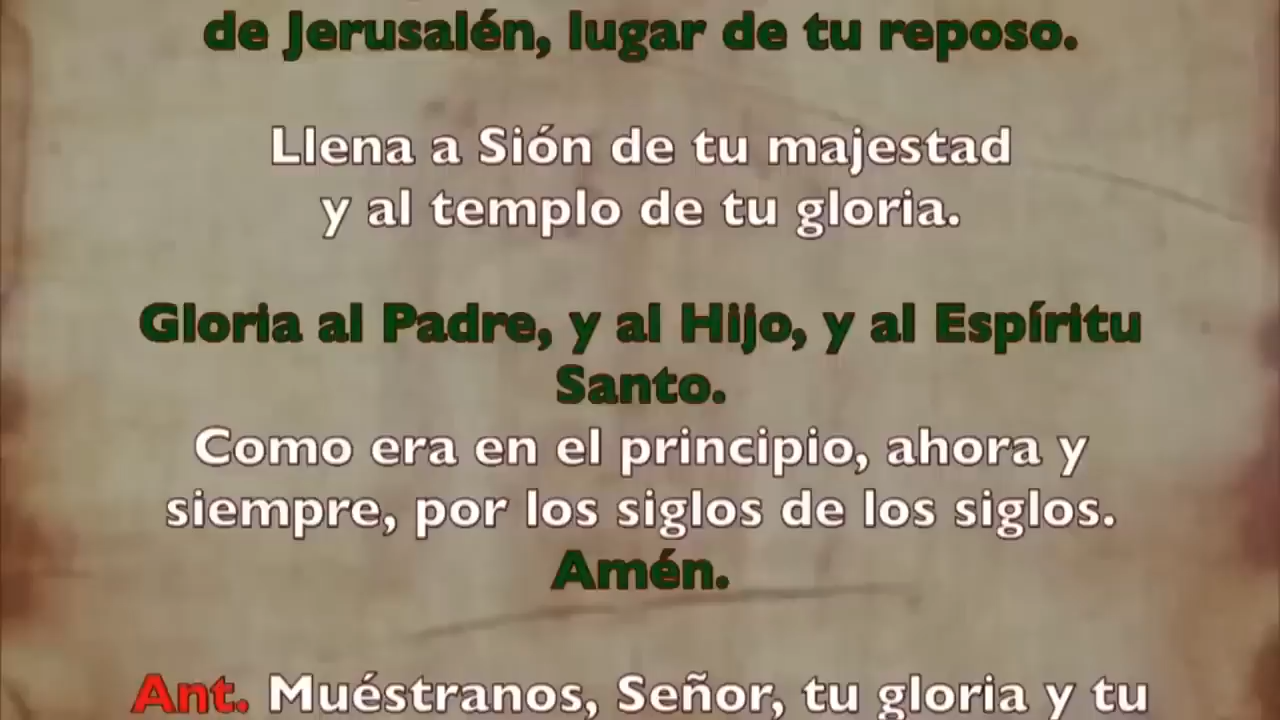 de Jerusalén, lugar de tu reposo.
Llena a Sión de tu majestad
y al templo de tu gloria.
Gloria al Padre, y al Hijo, y al Espíritu
Santo.
Como era en el principio, ahora y
siempre, por los siglos de los siglos.
Amén.
Ant. Muéstranos, Señor, tu gloria y tu